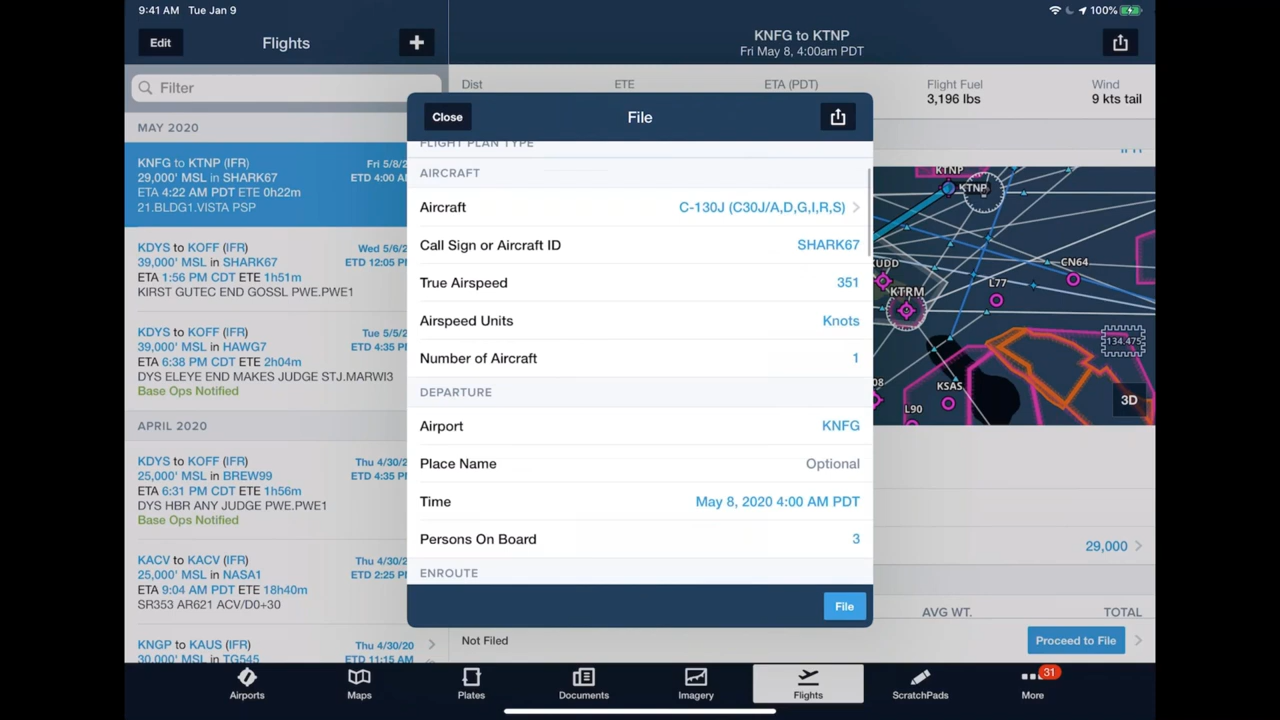 9:41 AM Tue Jan 9
100%
Edit
Flights
Filter
MAY 2020
KNFG to KTNP (IFR)
Fri 5/8/2
29,000' MSL in SHARK67
ETD 4:00 A
ETA 4:22 AM PDT ETE 0h22m
21.BLDG1.VISTA PSP
KDYS to KOFF (IFR)
Wed 5/6/2
39,000' MSL in SHARK67
ETD 12:05 P
ETA 1:56 PM CDT ETE 1h51m
KIRST GUTEC END GOSSL PWE.PWE1
KDYS to KOFF (IFR)
Tue 5/5/2
39,000' MSL in HAWG7
ETD 4:35 P
ETA 6:38 PM CDT ETE 2h04m
DYS ELEYE END MAKES JUDGE STJ.MARWI3
Base Ops Notified
APRIL 2020
KDYS to KOFF (IFR)
Thu 4/30/2
25,000' MSL in BREW99
ETD 4:35 P
ETA 6:31 PM CDT ETE 1h56m
DYS HBR ANY JUDGE PWE.PWE1
Base Ops Notified
KACV to KACV (IFR)
Thu 4/30/2
25,000' MSL in NASA1
ETD 2:25 P
ETA 9:04 AM PDT ETE 18h40m
SR353 AR621 ACV/D0+30
KNGP to KAUS (IFR)
Thu 4/30/20
30,000' MSL in TG545
ETD 11:15 AM
KNFG to KTNP
Fri May 8, 4:00am PDT
Dist
ETE
ETA (PDT)
Flight Fuel
3,196 lbs
Wind
9 kts tail
Close
File
FLIGHT PLAN TYPE
AIRCRAFT
Aircraft
C-130J (C30J/A,D,G,I,R,S)
Call Sign or Aircraft ID
SHARK67
True Airspeed
351
Airspeed Units
Knots
Number of Aircraft
1
DEPARTURE
Airport
KNFG
Place Name
Optional
Time
May 8, 2020 4:00 AM PDT
Persons On Board
3
ENROUTE
File
IFR
KTNP
KTNP
CN64
UDD
L77
KTRM
134.475
08
KSAS
L90
3D
29,000
AVG WT.
TOTAL
Not Filed
Proceed to File
Airports
Maps
Plates
Documents
Imagery
Flights
ScratchPads
31
More